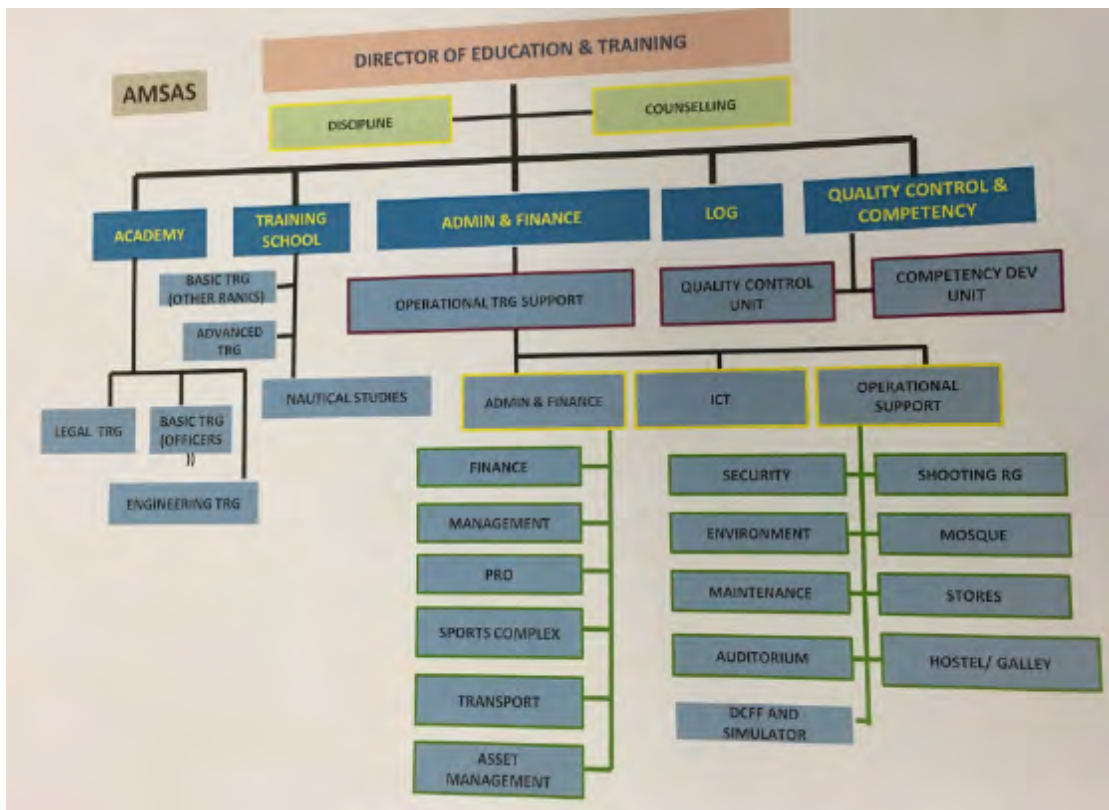 DIRECTOR OF EDUCATION & TRAINING
AMSAS
DISCIPLINE
COUNSELLING
ACADEMY
TRAINING
SCHOOL
ADMIN & FINANCE
LOG
QUALITY CONTROL &
COMPETENCY
BASIC TRG
(OTHER RANKS)
ADVANCED
TRG
NAUTICAL STUDIES
LEGAL TRG
BASIC TRG
(OFFICERS
))
ENGINEERING TRG
OPERATIONAL TRG SUPPORT
QUALITY CONTROL
UNIT
COMPETENCY DEV
UNIT
ADMIN & FINANCE
ICT
OPERATIONAL
SUPPORT
FINANCE
MANAGEMENT
PRO
SPORTS COMPLEX
TRANSPORT
ASSET
MANAGEMENT
SECURITY
ENVIRONMENT
MAINTENANCE
AUDITORIUM
DCFF AND
SIMULATOR
SHOOTING RG
MOSQUE
STORES
HOSTEL/ GALLEY